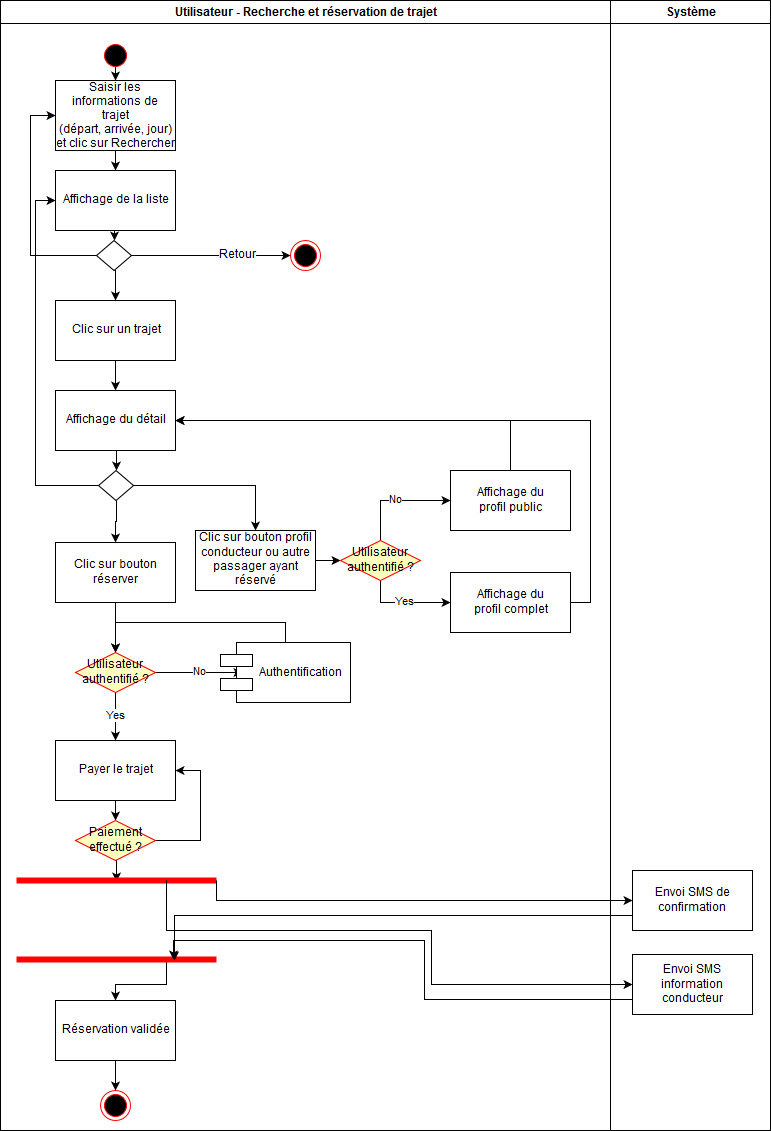 Utilisateur - Recherche et réservation de trajet
Système
Saisir les
informations de
trajet
(départ, arrivée, jour)
et clic sur Rechercher
Affichage de la liste
Retour
Clic sur un trajet
Affichage du détail
Affichage du
profil public
No
Clic sur bouton profil
conducteur ou autre
passager ayant
réservé
Utilisateur
authentifié ?
Clic sur bouton
réserver
Yes
Affichage du
profil complet
Utilisateur
authentifié ?
No
Authentification
Yes
Payer le trajet
Paiement
effectué ?
Envoi SMS de
confirmation
Envoi SMS
information
conducteur
Réservation validée